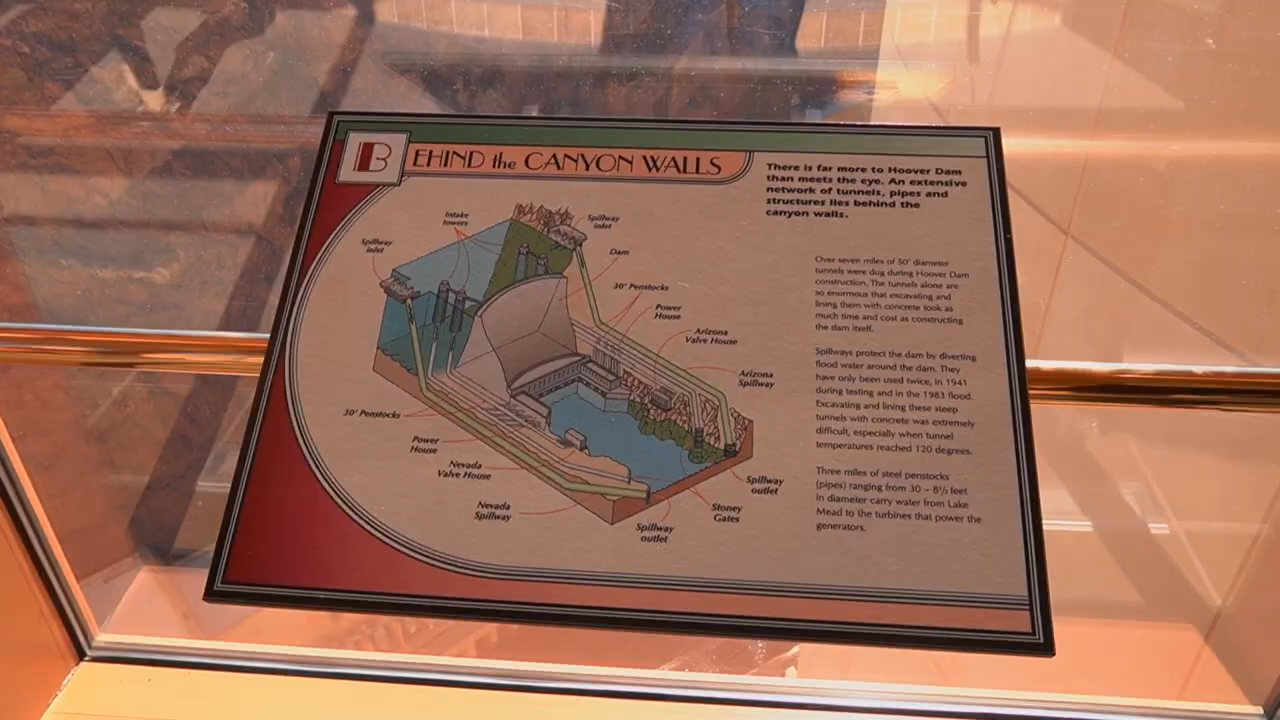 BEHIND the CANYON WALLS
There is far more to Hoover Dam
than meets the eye. An extensive
network of tunnels, pipes and
structures lies behind the
canyon walls.
Intake
towers
Spillway
inlet
Spillway
inlet
Dam
30' Penstocks
Power
House
Arizona
Valve House
Arizona
Spillway
30' Penstocks
Power
House
Nevada
Valve House
Nevada
Spillway
Spillway
outlet
Stoney
Gates
Spillway
outlet
Over seven miles of 50' diameter
tunnels were dug during Hoover Dam
construction. The tunnels alone are
so enormous that excavating and
lining them with concrete took as
much time and cost as constructing
the dam itself.
Spillways protect the dam by diverting
flood water around the dam. They
have only been used twice, in 1941
during testing and in the 1983 flood.
Excavating and lining these steep
tunnels with concrete was extremely
difficult, especially when tunnel
temperatures reached 120 degrees.
Three miles of steel penstocks
(pipes) ranging from 30 – 8½ feet
in diameter carry water from Lake
Mead to the turbines that power the
generators.